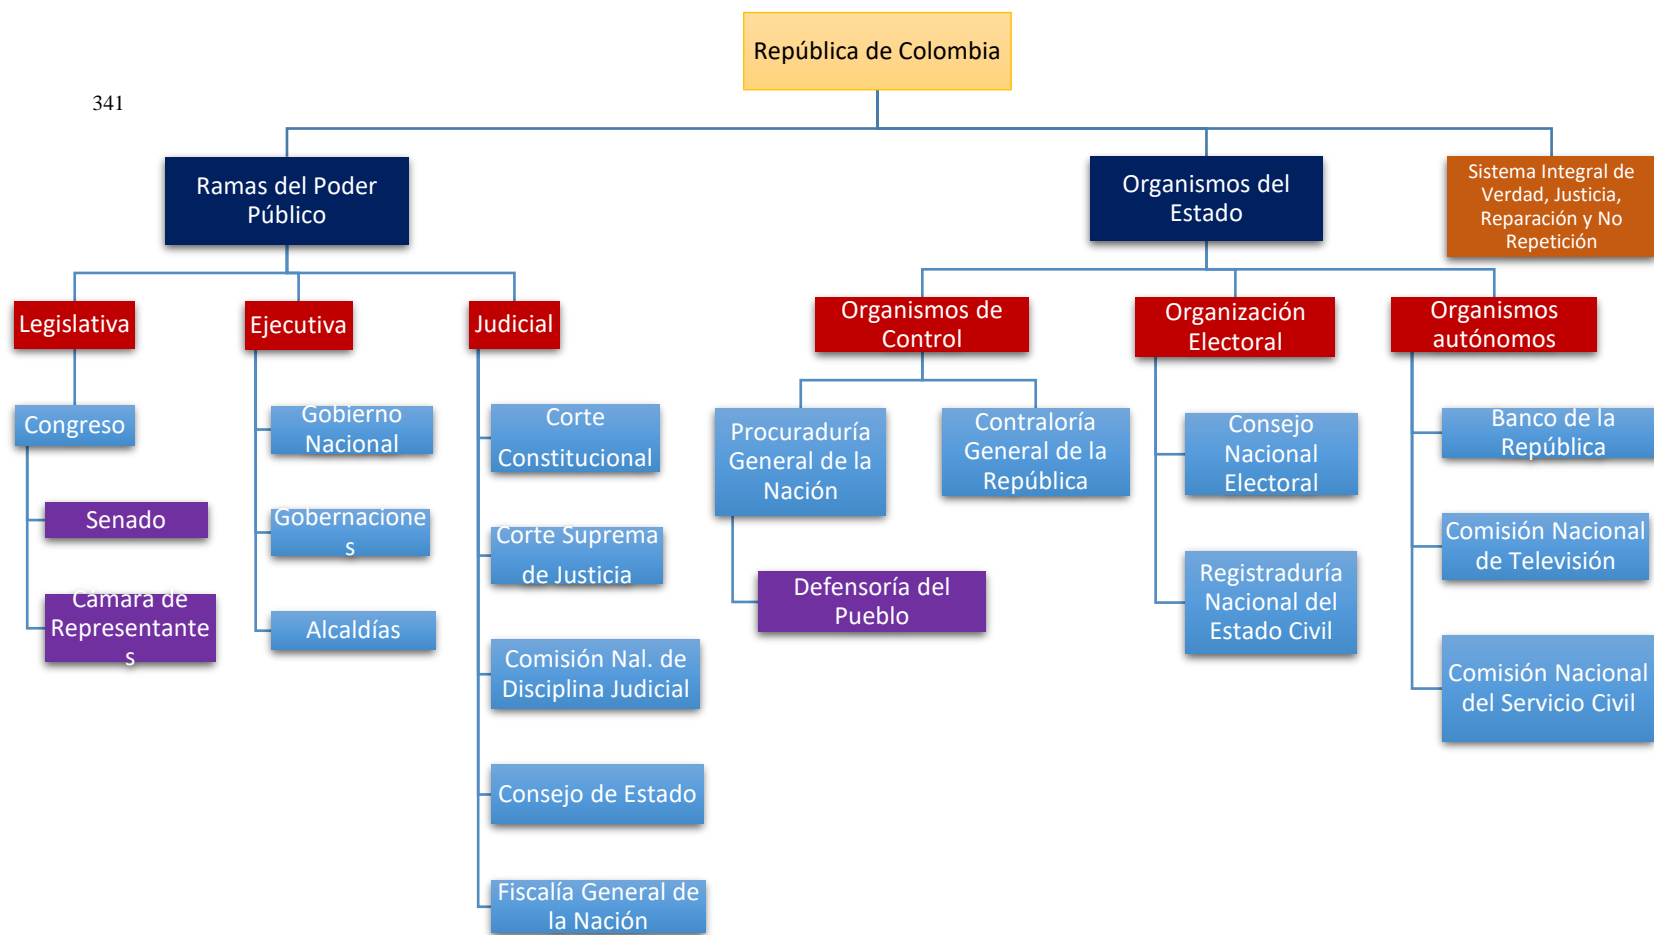 República de Colombia
341
Ramas del Poder
Público
Organismos del
Estado
Sistema Integral de
Verdad, Justicia,
Reparación y No
Repetición
Legislativa
Ejecutiva
Judicial
Organismos de
Control
Organización
Electoral
Organismos
autónomos
Congreso
Senado
Cámara de
Representante
s
Gobierno
Nacional
Gobernacione
s
Alcaldías
Corte
Constitucional
Corte Suprema
de Justicia
Comisión Nal. de
Disciplina Judicial
Consejo de Estado
Fiscalía General de
la Nación
Procuraduría
General de la
Nación
Defensoría del
Pueblo
Contraloría
General de la
República
Consejo
Nacional
Electoral
Registraduría
Nacional del
Estado Civil
Banco de la
República
Comisión Nacional
de Televisión
Comisión Nacional
del Servicio Civil